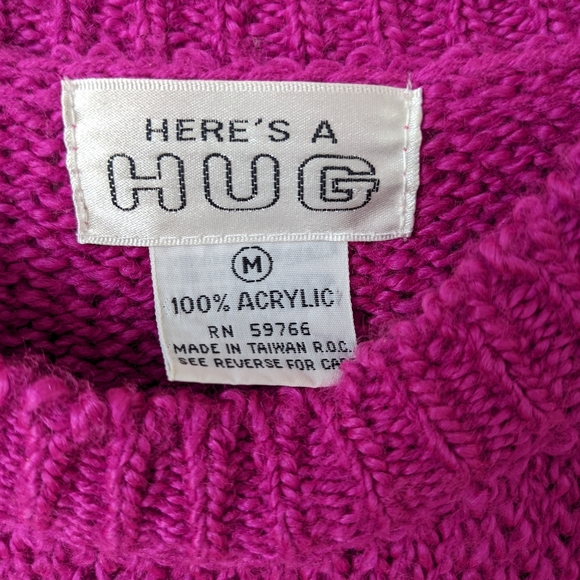 HERE'S A
HUG
M
100% ACRYLIC
RN 59766
MADE IN TAIWAN R.O.C.
SEE REVERSE FOR